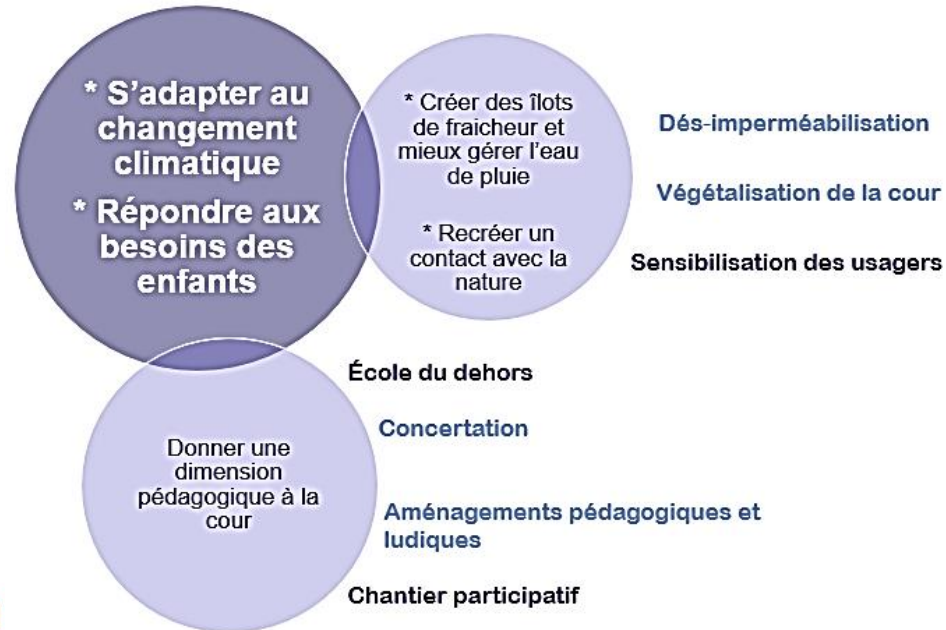 * S’adapter au
changement
climatique
* Répondre aux
besoins des
enfants
* Créer des îlots
de fraicheur et
mieux gérer l’eau
de pluie
* Recréer un
contact avec la
nature
Dés-imperméabilisation
Végétalisation de la cour
Sensibilisation des usagers
École du dehors
Concertation
Donner une
dimension
pédagogique à la
cour
Aménagements pédagogiques et
ludiques
Chantier participatif